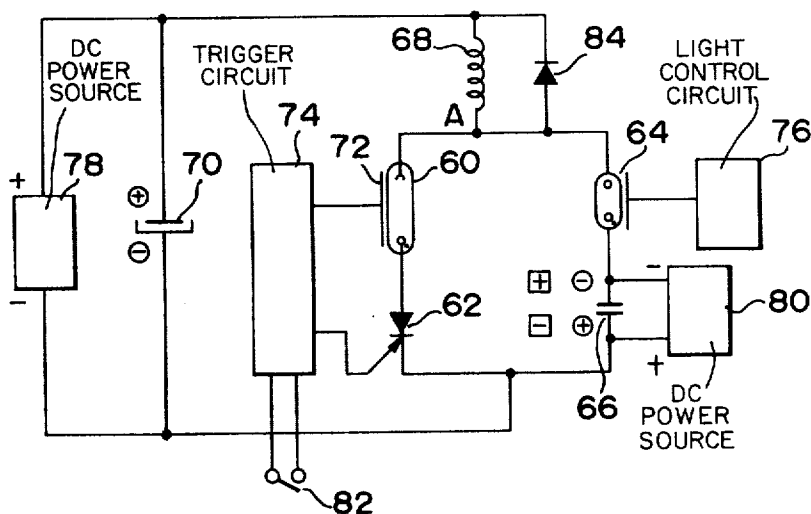 DC
POWER
SOURCE
TRIGGER
CIRCUIT
68
84
LIGHT
CONTROL
CIRCUIT
74
A
64
76
72
60
+
78
⊕
70
⊖
-
62
⊞
⊖
-
80
⊟
⊕
66
+
DC
POWER
SOURCE
82